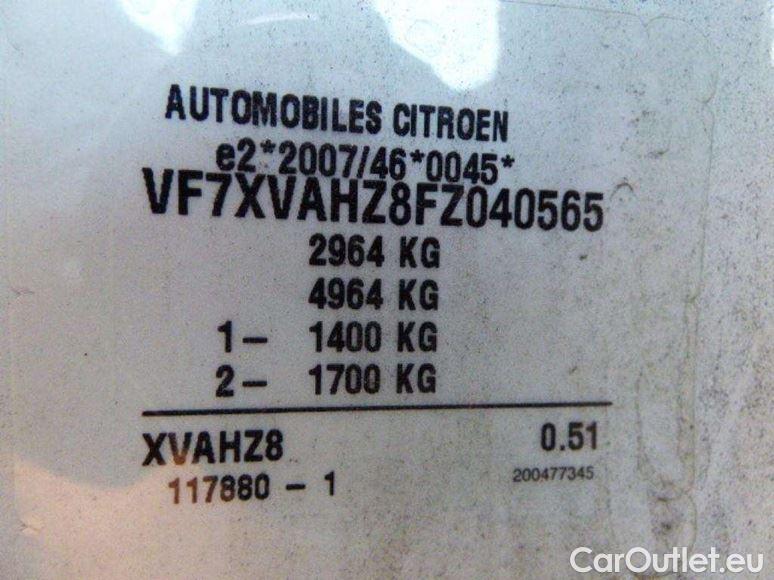 AUTOMOBILES CITROEN
e2*2007/46*0045*
VF7XVAHZ8FZ040565
2964 KG
4964 KG
1- 1400 KG
2- 1700 KG
XVAHZ8 0.51
117880 - 1 200477345
CarOutlet.eu